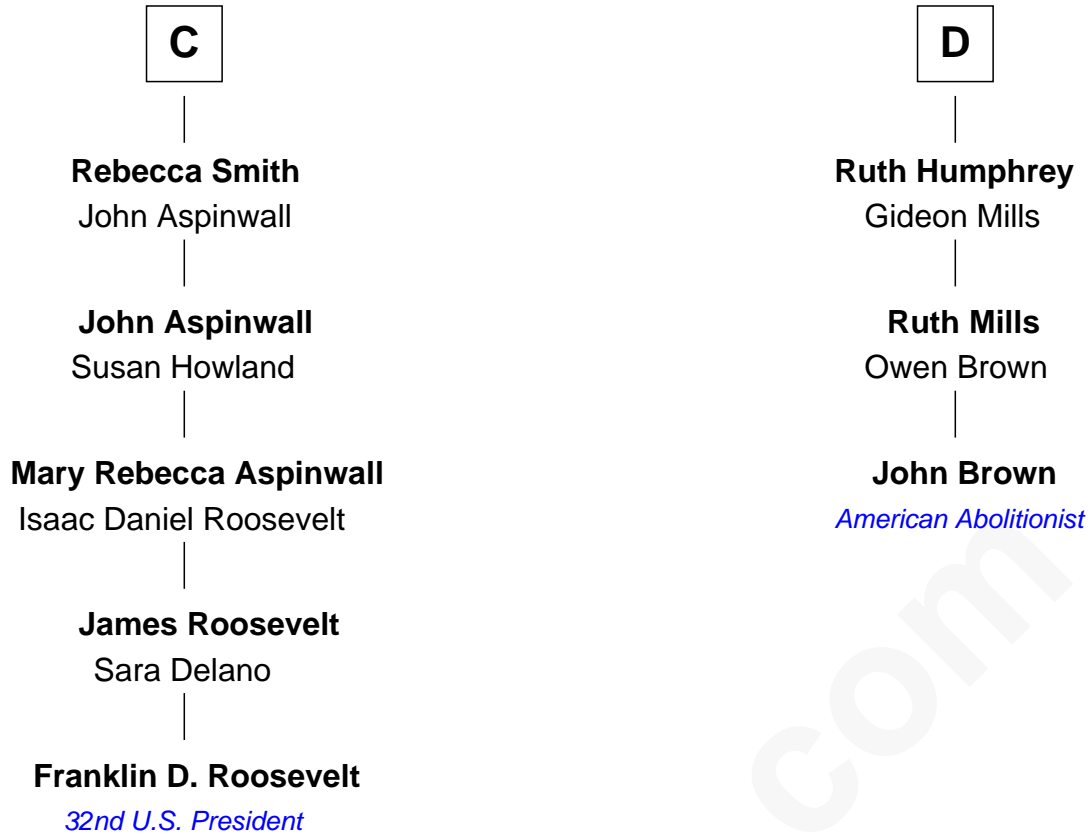 C
Rebecca Smith
John Aspinwall
John Aspinwall
Susan Howland
Mary Rebecca Aspinwall
Isaac Daniel Roosevelt
James Roosevelt
Sara Delano
Franklin D. Roosevelt
32nd U.S. President
D
Ruth Humphrey
Gideon Mills
Ruth Mills
Owen Brown
John Brown
American Abolitionist
com